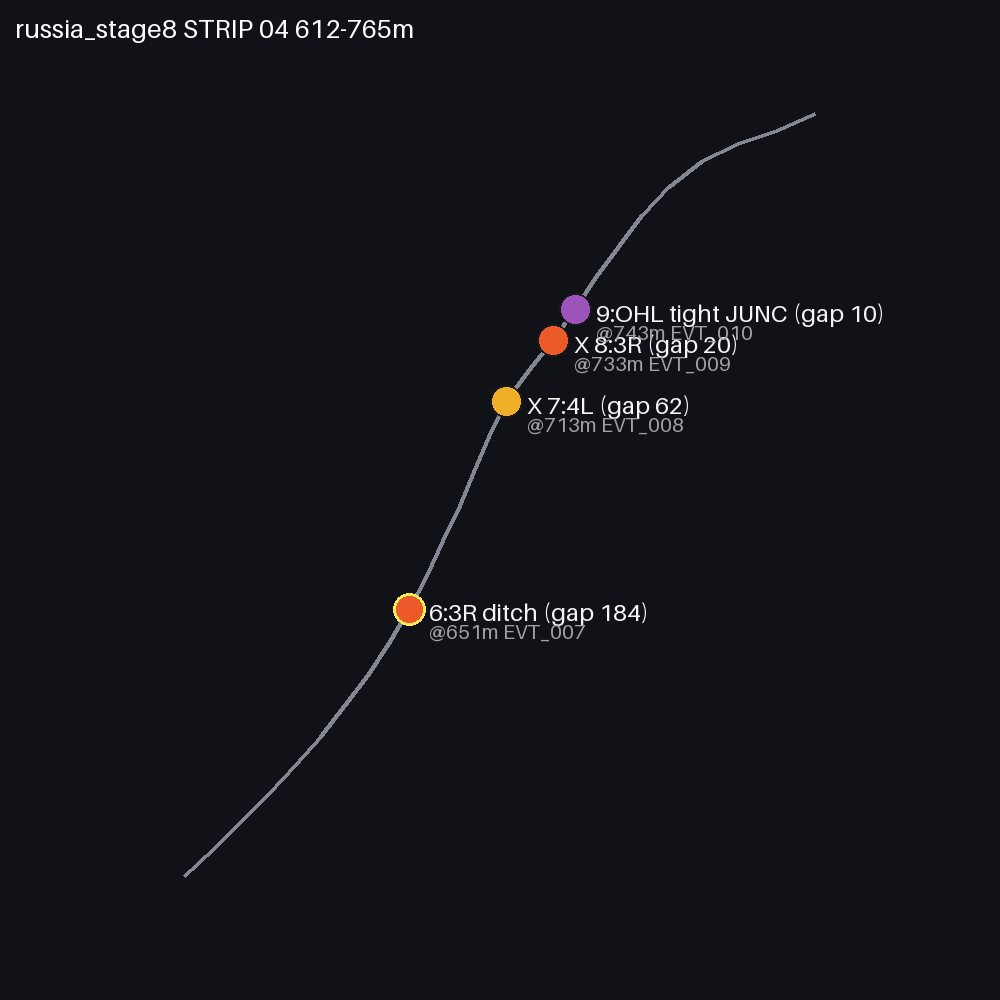 russia_stage8 STRIP 04 612-765m
9:OHL tight JUNC (gap 10)
@743m EVT_010
X 8:3R (gap 20)
@733m EVT_009
X 7:4L (gap 62)
@713m EVT_008
6:3R ditch (gap 184)
@651m EVT_007